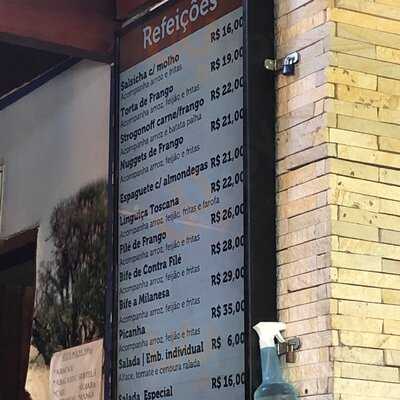 Refeições
Salsicha c/ molho R$ 16,00
Acompanha arroz e fritas
Torta de Frango R$ 19,00
Acompanha arroz, feijão e fritas
Strogonoff carne/frango R$ 22,00
Acompanha arroz e batata palha
Nuggets de Frango R$ 21,00
Acompanha arroz, feijão e fritas
Espaguete c/ almondegas R$ 21,00
Linguiça Toscana R$ 22,00
Acompanha arroz, feijão, fritas e farofa
Filé de Frango R$ 26,00
Acompanha arroz, feijão e fritas
Bife de Contra Filé R$ 28,00
Acompanha arroz, feijão e fritas
Bife a Milanesa R$ 29,00
Acompanha arroz, feijão e fritas
Picanha R$ 35,00
Acompanha arroz, feijão e fritas
Salada | Emb. individual R$ 6,00
Alface, tomate e cenoura ralada
Salada Especial R$ 16,00